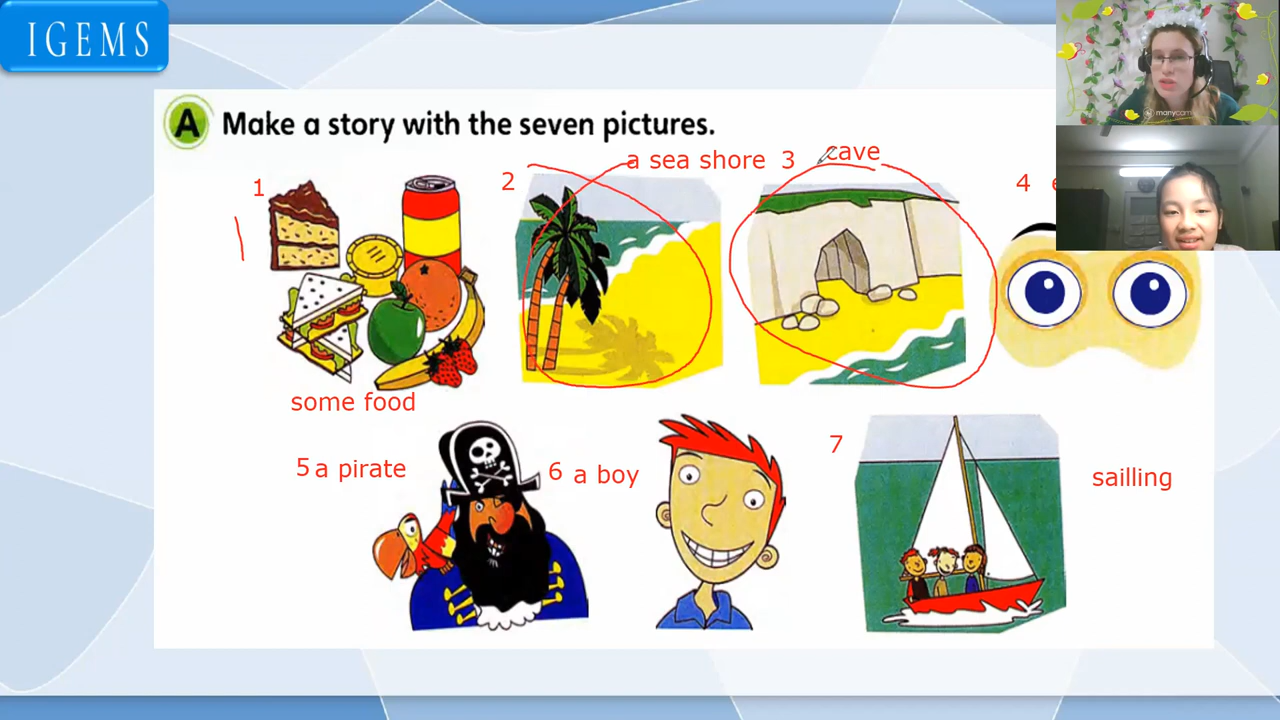 IGEMS
manycam
A Make a story with the seven pictures.
a sea shore
3
cave
1
2
4
some food
5 a pirate
6 a boy
7
sailling